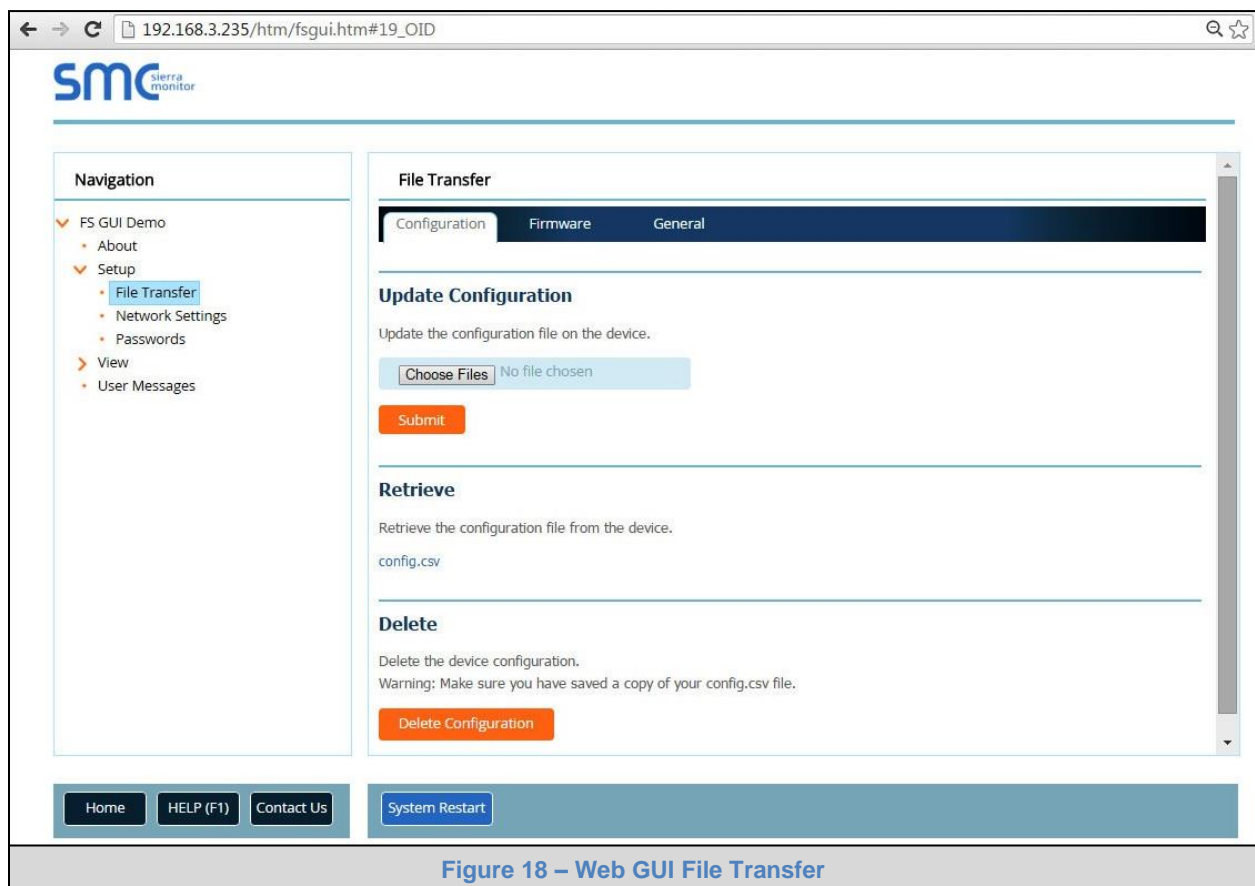 192.168.3.235/htm/fsgui.htm#19_OID
SMC sierra monitor
Navigation
FS GUI Demo
About
Setup
File Transfer
Network Settings
Passwords
View
User Messages
File Transfer
Configuration Firmware General
Update Configuration
Update the configuration file on the device.
Choose Files No file chosen
Submit
Retrieve
Retrieve the configuration file from the device.
config.csv
Delete
Delete the device configuration.
Warning: Make sure you have saved a copy of your config.csv file.
Delete Configuration
Home HELP (F1) Contact Us System Restart
Figure 18 – Web GUI File Transfer